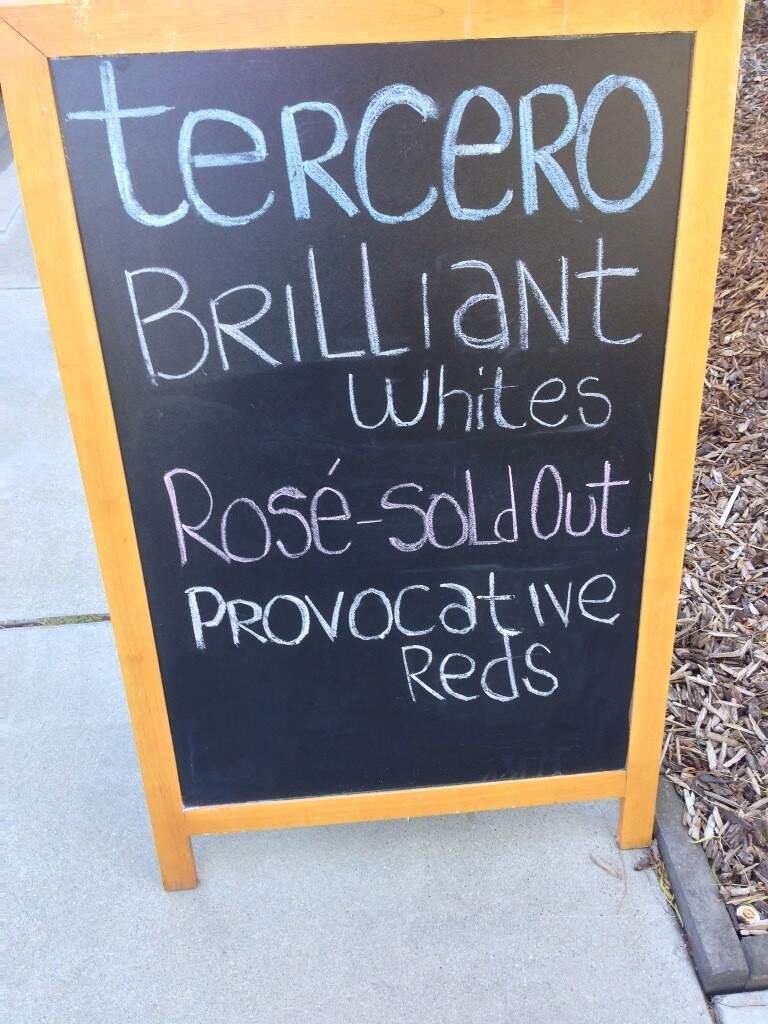 tERCERO
BRILLIANT
Whites
Rosé-Sold Out
PROVOCATIVE
Reds